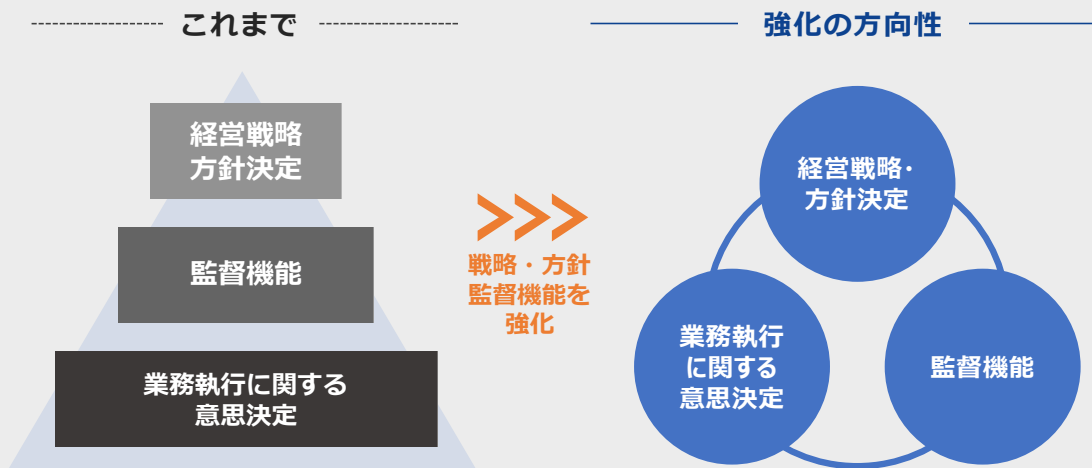 これまで
経営戦略
方針決定
監督機能
業務執行に関する
意思決定
戦略・方針
監督機能を
強化
強化の方向性
経営戦略・
方針決定
業務執行
に関する
意思決定
監督機能